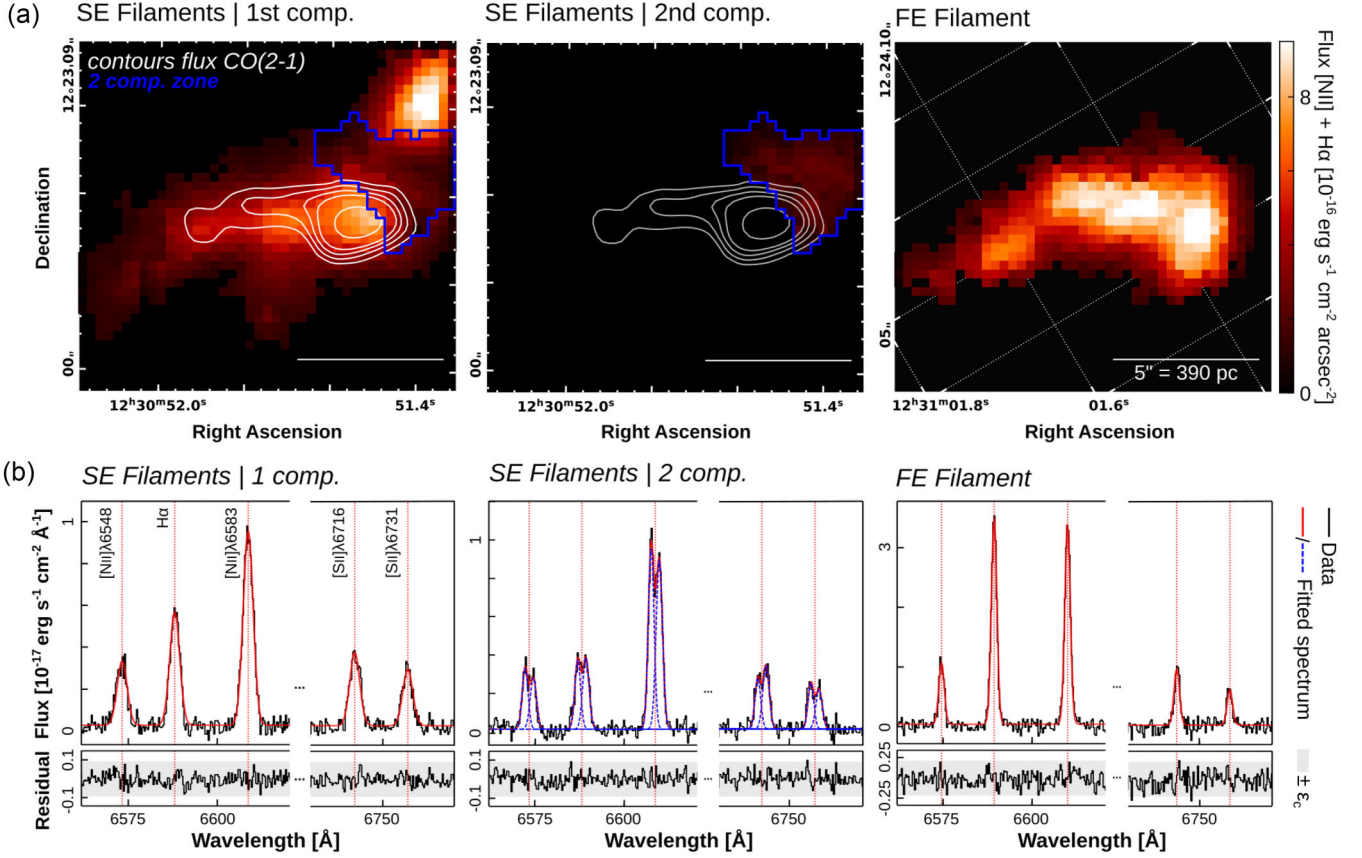 (a)
SE Filaments | 1st comp.
SE Filaments | 2nd comp.
FE Filament
contours flux CO(2-1)
2 comp. zone
12°23.09"
00"
Declination
12ʰ30ᵐ52.0ˢ
51.4ˢ
Right Ascension
12ʰ30ᵐ52.0ˢ
51.4ˢ
Right Ascension
12°24.10"
05"
5" = 390 pc
12ʰ31ᵐ01.8ˢ
01.6ˢ
Right Ascension
8
0
Flux [NII] + Hα [10⁻¹⁶ erg s⁻¹ cm⁻² arcsec⁻²]
(b)
SE Filaments | 1 comp.
SE Filaments | 2 comp.
FE Filament
[NII]λ6548
Hα
[NII]λ6583
[SII]λ6716
[SII]λ6731
1
0
...
Flux [10⁻¹⁷ erg s⁻¹ cm⁻² Å⁻¹]
0.1
-0.1
...
Residual
6575
6600
6750
Wavelength [Å]
1
0
...
0.1
-0.1
...
6575
6600
6750
Wavelength [Å]
3
0
...
0.25
-0.25
...
6575
6600
6750
Wavelength [Å]
Data
/ Fitted spectrum
± ε_c